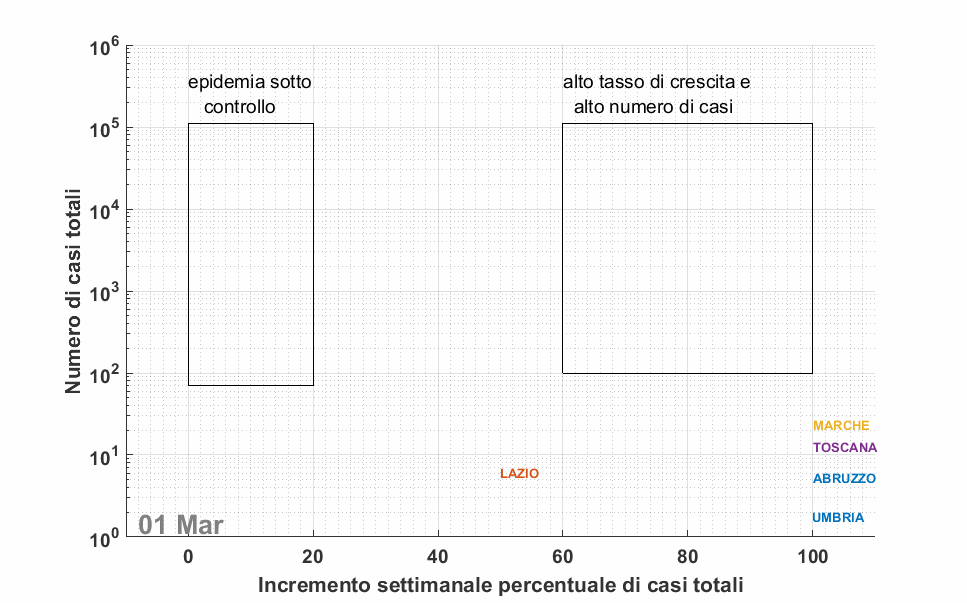 10^6
epidemia sotto
controllo
alto tasso di crescita e
alto numero di casi
10^5
10^4
10^3
10^2
10^1
10^0
Numero di casi totali
MARCHE
TOSCANA
LAZIO
ABRUZZO
UMBRIA
01 Mar
0 20 40 60 80 100
Incremento settimanale percentuale di casi totali